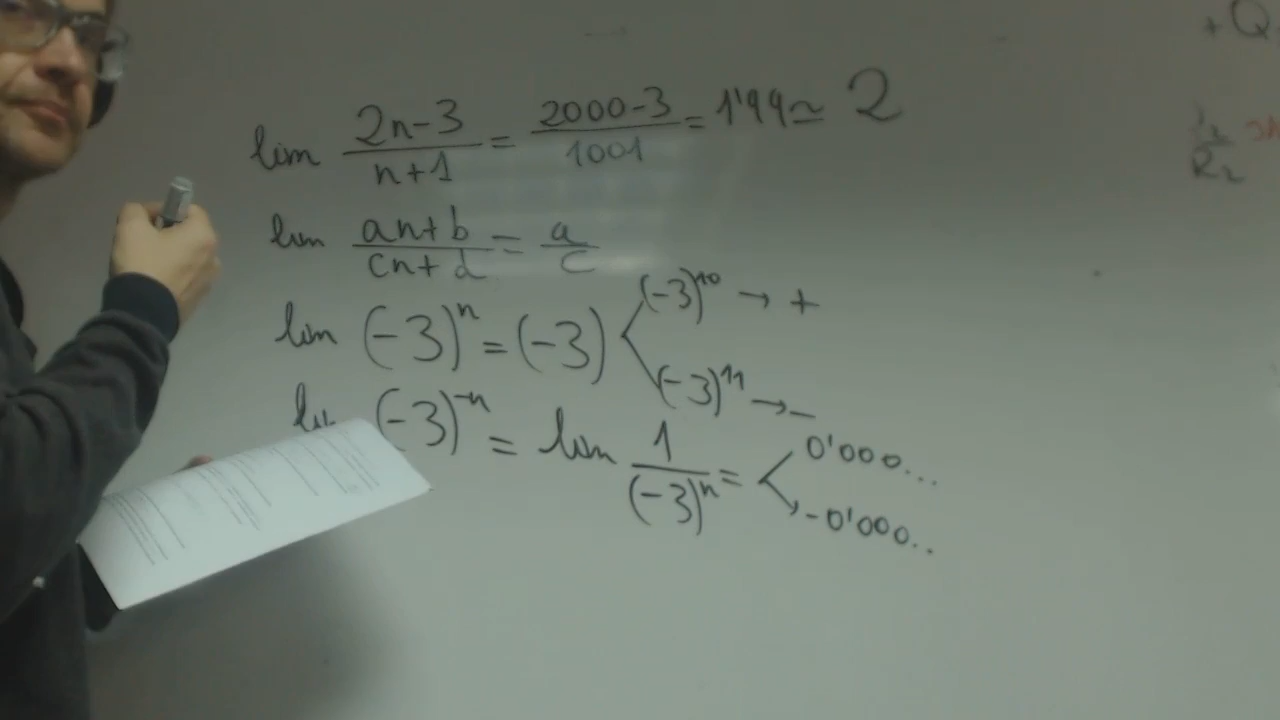 lim (2n-3)/(n+1) = (2000-3)/1001 = 1'99 ≃ 2
lim (an+b)/(cn+d) = a/c
lim (-3)^n = (-3) < (-3)^10 → +
(-3)^11 → -
(-3)^-n = lim 1/(-3)^n = < 0'000...
-0'000..
+Q
R2